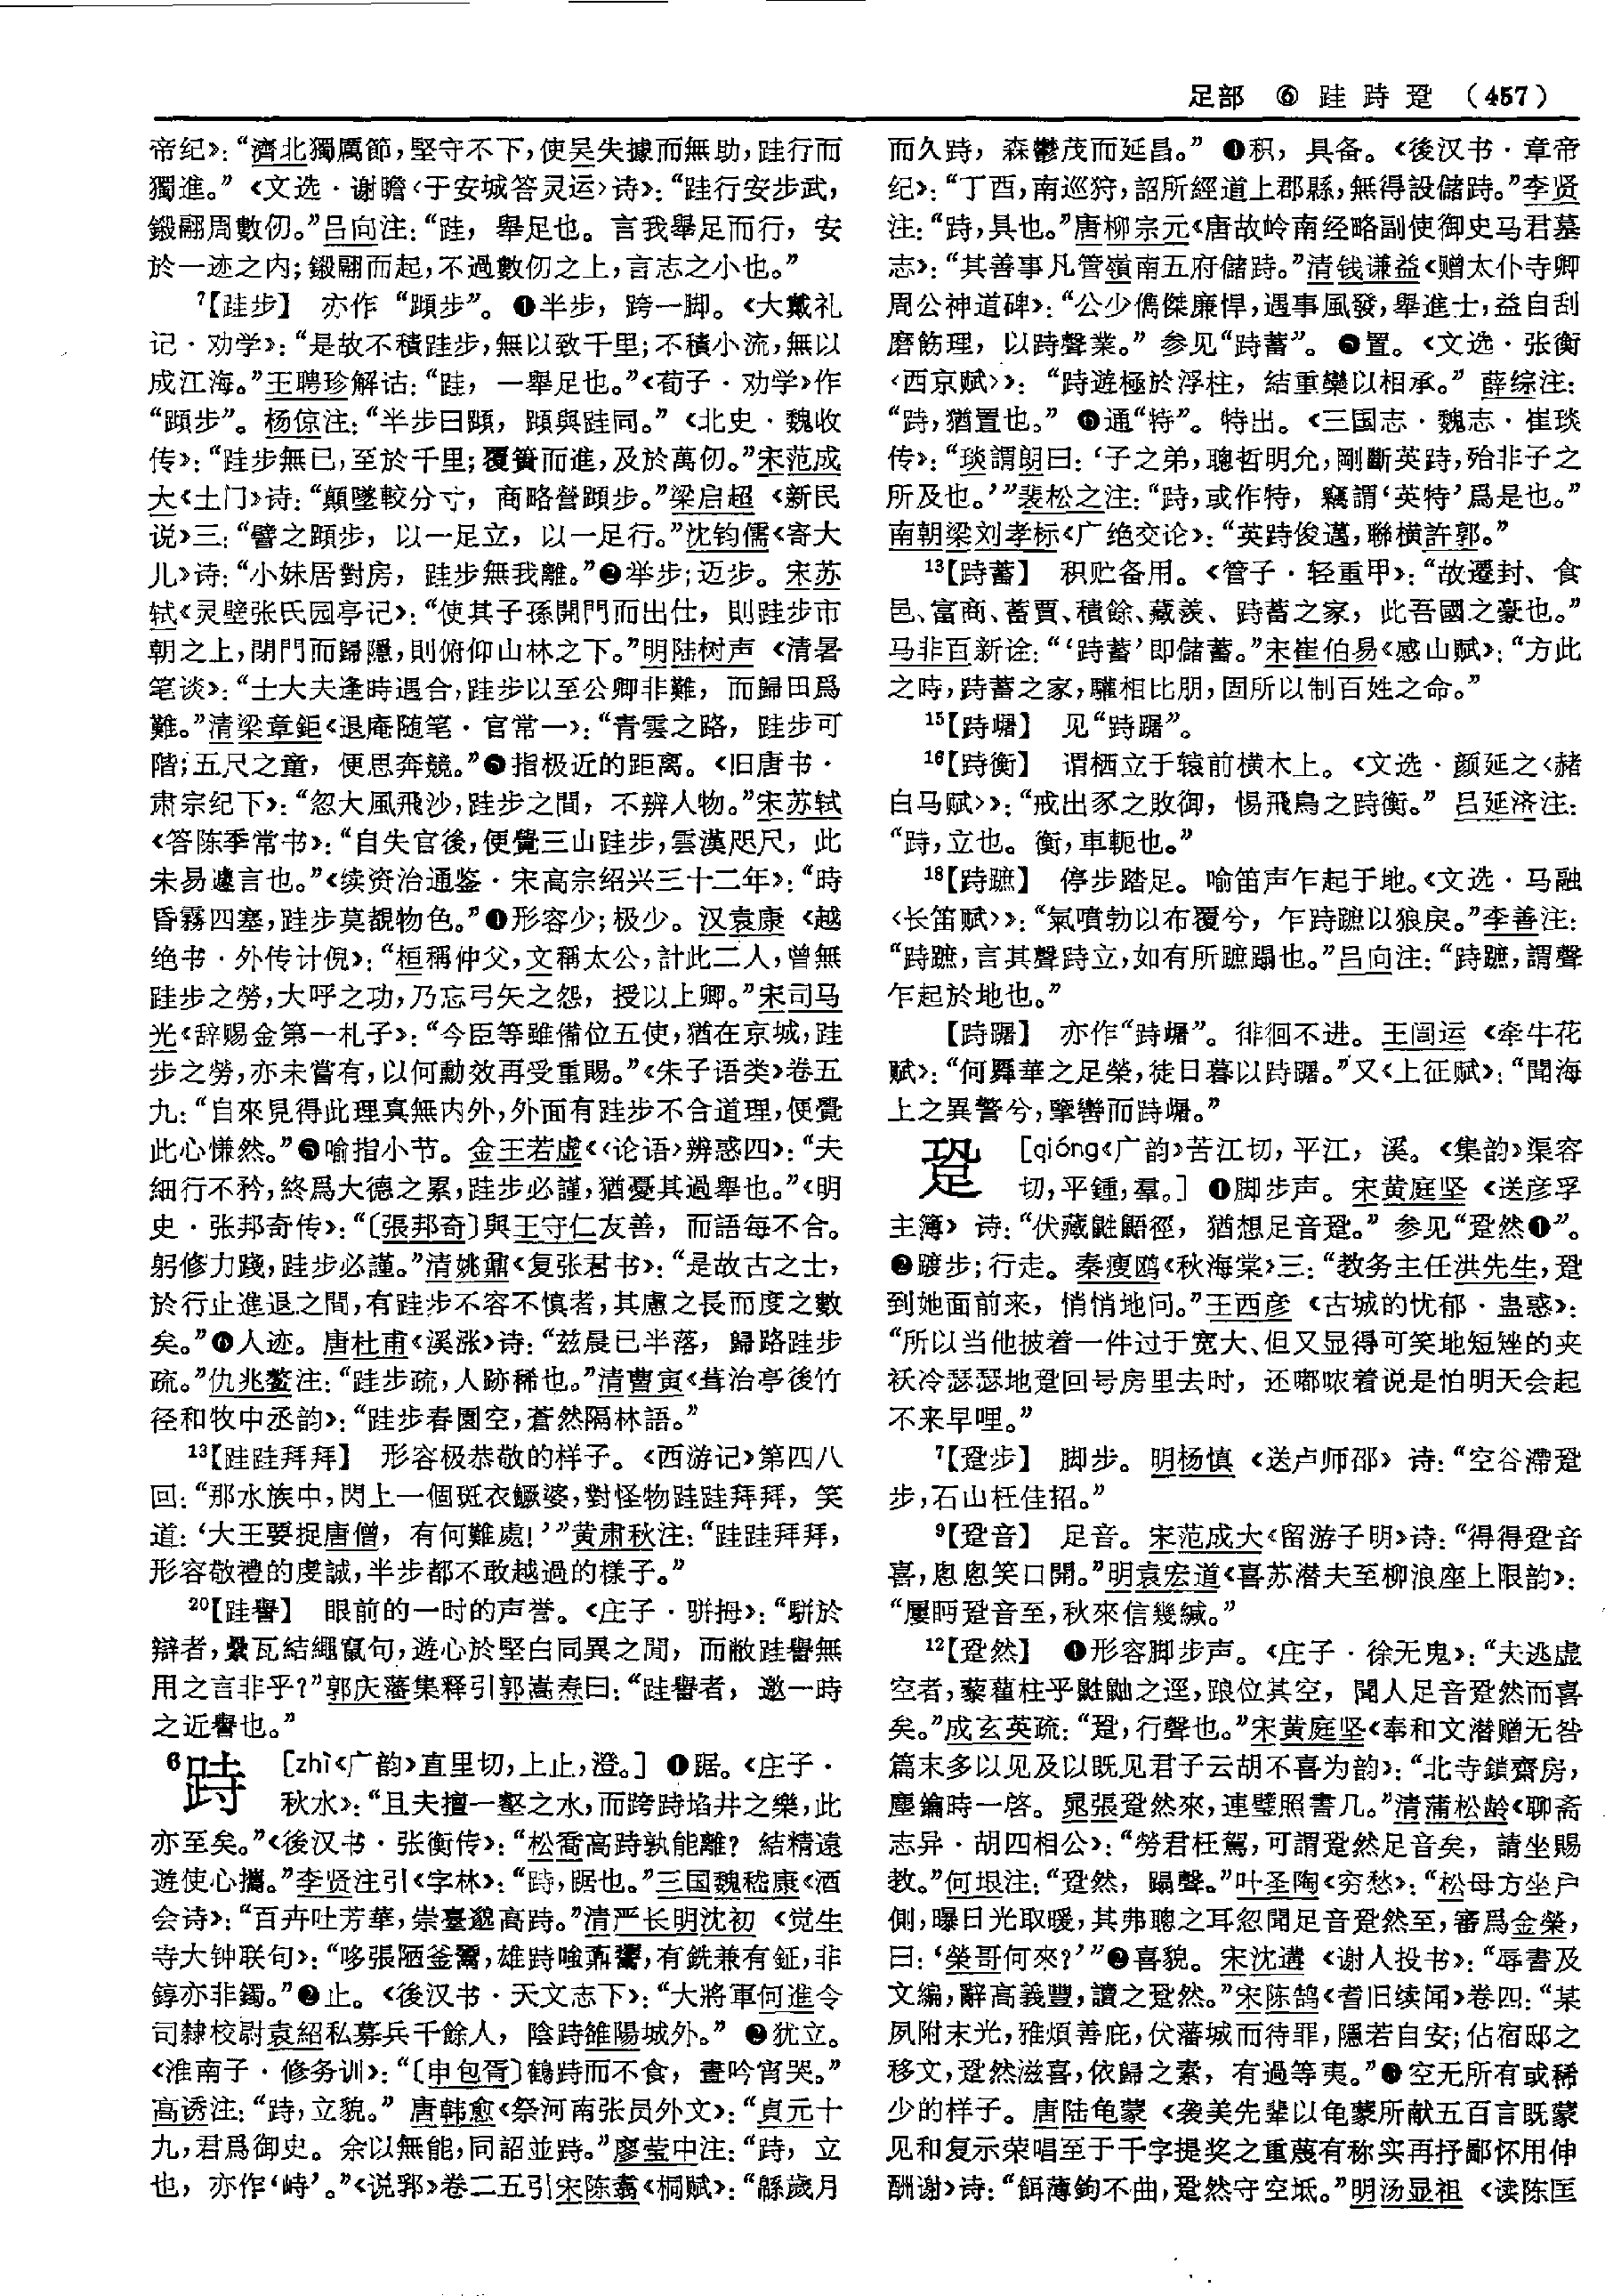 足部 ⑥ 跬 跱 跫 （457）
帝纪》：“濟北獨厲節，堅守不下，使吴失據而無助，跬行而
獨進。”《文选·谢瞻〈于安城答灵运〉诗》：“跬行安步武，
鎩翮周數仞。”吕向注：“跬，舉足也。言我舉足而行，安
於一迹之内；鎩翮而起，不過數仞之上，言志之小也。”
7【跬步】 亦作“蹞步”。❶半步，跨一脚。《大戴礼
记·劝学》：“是故不積跬步，無以致千里；不積小流，無以
成江海。”王聘珍解诂：“跬，一舉足也。”《荀子·劝学》作
“蹞步”。杨倞注：“半步曰蹞，蹞與跬同。”《北史·魏收
传》：“跬步無已，至於千里；覆簣而進，及於萬仞。”宋范成
大《土门》诗：“顛墜較分寸，商略營蹞步。”梁启超《新民
说》三：“譬之蹞步，以一足立，以一足行。”沈钧儒《寄大
儿》诗：“小妹居對房，跬步無我離。”❷举步；迈步。宋苏
轼《灵壁张氏园亭记》：“使其子孫開門而出仕，則跬步市
朝之上，閉門而歸隱，則俯仰山林之下。”明陆树声《清暑
笔谈》：“士大夫逢時遇合，跬步以至公卿非難，而歸田爲
難。”清梁章鉅《退庵随笔·官常一》：“青雲之路，跬步可
階；五尺之童，便思奔競。”❸指极近的距离。《旧唐书·
肃宗纪下》：“忽大風飛沙，跬步之間，不辨人物。”宋苏轼
《答陈季常书》：“自失官後，便覺三山跬步，雲漢咫尺，此
未易遽言也。”《续资治通鉴·宋高宗绍兴三十二年》：“時
昏霧四塞，跬步莫覩物色。”❹形容少；极少。汉袁康《越
绝书·外传计倪》：“桓稱仲父，文稱太公，計此二人，曾無
跬步之勞，大呼之功，乃忘弓矢之怨，授以上卿。”宋司马
光《辞赐金第一札子》：“今臣等雖備位五使，猶在京城，跬
步之勞，亦未嘗有，以何勳效再受重賜。”《朱子语类》卷五
九：“自來見得此理真無内外，外面有跬步不合道理，便覺
此心慊然。”❺喻指小节。金王若虚《〈论语〉辨惑四》：“夫
細行不矜，終爲大德之累，跬步必謹，猶憂其過舉也。”《明
史·张邦奇传》：“〔張邦奇〕與王守仁友善，而語每不合。
躬修力踐，跬步必謹。”清姚鼐《复张君书》：“是故古之士，
於行止進退之間，有跬步不容不慎者，其慮之長而度之數
矣。”❻人迹。唐杜甫《溪涨》诗：“兹晨已半落，歸路跬步
疏。”仇兆鳌注：“跬步疏，人跡稀也。”清曹寅《葺治亭後竹
径和牧中丞韵》：“跬步春園空，蒼然隔林語。”
13【跬跬拜拜】 形容极恭敬的样子。《西游记》第四八
回：“那水族中，閃上一個斑衣鱖婆，對怪物跬跬拜拜，笑
道：‘大王要捉唐僧，有何難處！’”黄肃秋注：“跬跬拜拜，
形容敬禮的虔誠，半步都不敢越過的樣子。”
20【跬譽】 眼前的一时的声誉。《庄子·骈拇》：“駢於
辯者，纍瓦結繩竄句，遊心於堅白同異之閒，而敝跬譽無
用之言非乎？”郭庆藩集释引郭嵩焘曰：“跬譽者，邀一時
之近譽也。”
6跱 ［zhì《广韵》直里切，上止，澄。］ ❶踞。《庄子·
秋水》：“且夫擅一壑之水，而跨跱埳井之樂，此
亦至矣。”《後汉书·张衡传》：“松喬高跱孰能離？結精遠
遊使心攜。”李贤注引《字林》：“跱，踞也。”三国魏嵇康《酒
会诗》：“百卉吐芳華，崇臺邈高跱。”清严长明沈初《觉生
寺大钟联句》：“哆張陋釜鬵，雄跱嗤鼏，有銑兼有鉦，非
錞亦非鐲。”❷止。《後汉书·天文志下》：“大將軍何進令
司隸校尉袁紹私募兵千餘人，陰跱雒陽城外。”❷犹立。
《淮南子·修务训》：“〔申包胥〕鶴跱而不食，晝吟宵哭。”
高诱注：“跱，立貌。”唐韩愈《祭河南张员外文》：“貞元十
九，君爲御史。余以無能，同詔並跱。”廖莹中注：“跱，立
也，亦作‘峙’。”《说郛》卷二五引宋陈翥《桐赋》：“緜歲月
而久跱，森鬱茂而延昌。”❹积，具备。《後汉书·章帝
纪》：“丁酉，南巡狩，詔所經道上郡縣，無得設儲跱。”李贤
注：“跱，具也。”唐柳宗元《唐故岭南经略副使御史马君墓
志》：“其善事凡管嶺南五府儲跱。”清钱谦益《赠太仆寺卿
周公神道碑》：“公少儁傑廉悍，遇事風發，舉進士，益自刮
磨飭理，以跱聲業。”参见“跱蓄”。❺置。《文选·张衡
〈西京赋〉》：“跱遊極於浮柱，結重欒以相承。”薛综注：
“跱，猶置也。”❻通“特”。特出。《三国志·魏志·崔琰
传》：“琰謂朗曰：‘子之弟，聰哲明允，剛斷英跱，殆非子之
所及也。’”裴松之注：“跱，或作特，竊謂‘英特’爲是也。”
南朝梁刘孝标《广绝交论》：“英跱俊邁，聯横許郭。”
13【跱蓄】 积贮备用。《管子·轻重甲》：“故遷封、食
邑、富商、蓄賈、積餘、藏羨、跱蓄之家，此吾國之豪也。”
马非百新诠：“‘跱蓄’即儲蓄。”宋崔伯易《感山赋》：“方此
之時，跱蓄之家，驩相比朋，固所以制百姓之命。”
15【跱㙇】 见“跱躇”。
16【跱衡】 谓栖立于辕前横木上。《文选·颜延之〈赭
白马赋〉》：“戒出豕之敗御，惕飛鳥之跱衡。”吕延济注：
“跱，立也。衡，車軛也。”
18【跱蹠】 停步踏足。喻笛声乍起于地。《文选·马融
〈长笛赋〉》：“氣噴勃以布覆兮，乍跱蹠以狼戾。”李善注：
“跱蹠，言其聲跱立，如有所蹠蹋也。”吕向注：“跱蹠，謂聲
乍起於地也。”
【跱躇】 亦作“跱㙇”。徘徊不进。王闿运《牵牛花
赋》：“何舜華之足榮，徒日暮以跱躇。”又《上征赋》：“聞海
上之異警兮，擥轡而跱㙇。”
跫 ［qióng《广韵》苦江切，平江，溪。《集韵》渠容
切，平鍾，羣。］ ❶脚步声。宋黄庭坚《送彦孚
主簿》诗：“伏藏鼪鼯徑，猶想足音跫。”参见“跫然❶”。
❷踱步；行走。秦瘦鸥《秋海棠》三：“教务主任洪先生，跫
到她面前来，悄悄地问。”王西彦《古城的忧郁·蛊惑》：
“所以当他披着一件过于宽大、但又显得可笑地短矬的夹
袄冷瑟瑟地跫回号房里去时，还嘟哝着说是怕明天会起
不来早哩。”
7【跫步】 脚步。明杨慎《送卢师邵》诗：“空谷滯跫
步，石山枉佳招。”
9【跫音】 足音。宋范成大《留游子明》诗：“得得跫音
喜，悤悤笑口開。”明袁宏道《喜苏潜夫至柳浪座上限韵》：
“屢眄跫音至，秋來信幾緘。”
12【跫然】 ❶形容脚步声。《庄子·徐无鬼》：“夫逃虚
空者，藜藋柱乎鼪鼬之逕，踉位其空，聞人足音跫然而喜
矣。”成玄英疏：“跫，行聲也。”宋黄庭坚《奉和文潜赠无咎
篇末多以见及以既见君子云胡不喜为韵》：“北寺鎖齋房，
塵鑰時一啓。晁張跫然來，連璧照書几。”清蒲松龄《聊斋
志异·胡四相公》：“勞君枉駕，可謂跫然足音矣，請坐賜
教。”何垠注：“跫然，蹋聲。”叶圣陶《穷愁》：“松母方坐户
側，曝日光取暖，其弗聰之耳忽聞足音跫然至，審爲金榮，
曰：‘榮哥何來？’”❷喜貌。宋沈遘《谢人投书》：“辱書及
文编，辭高義豐，讀之跫然。”宋陈鹄《耆旧续闻》卷四：“某
夙附末光，雅煩善庇，伏藩城而待罪，隱若自安；佔宿邸之
移文，跫然滋喜，依歸之素，有過等夷。”❸空无所有或稀
少的样子。唐陆龟蒙《袭美先辈以龟蒙所献五百言既蒙
见和复示荣唱至于千字提奖之重蔑有称实再抒鄙怀用伸
酬谢》诗：“餌薄鉤不曲，跫然守空坻。”明汤显祖《读陈匡